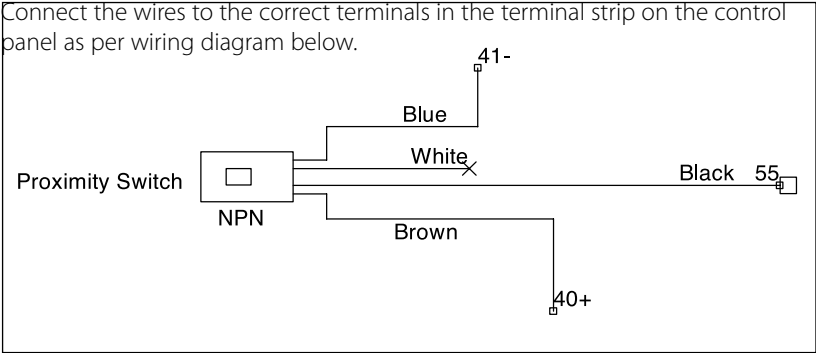 Connect the wires to the correct terminals in the terminal strip on the control
panel as per wiring diagram below.
41-
Blue
White
Proximity Switch
Black 55
NPN
Brown
40+